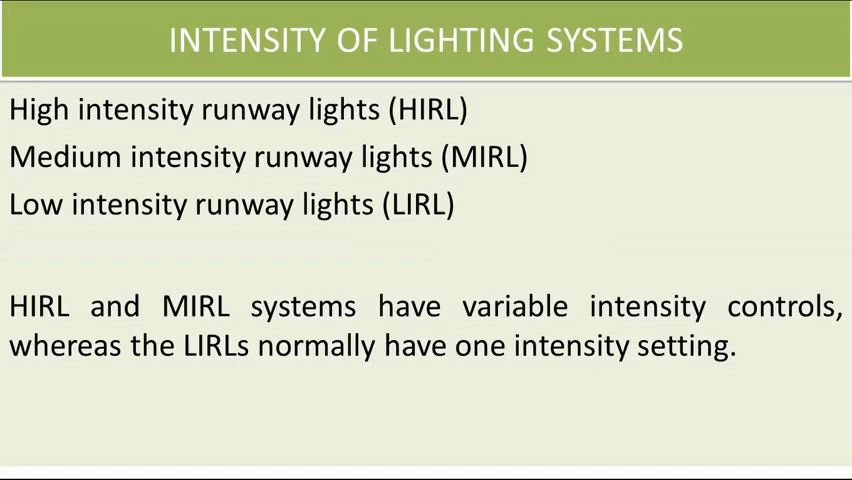 INTENSITY OF LIGHTING SYSTEMS
High intensity runway lights (HIRL)
Medium intensity runway lights (MIRL)
Low intensity runway lights (LIRL)
HIRL and MIRL systems have variable intensity controls,
whereas the LIRLs normally have one intensity setting.